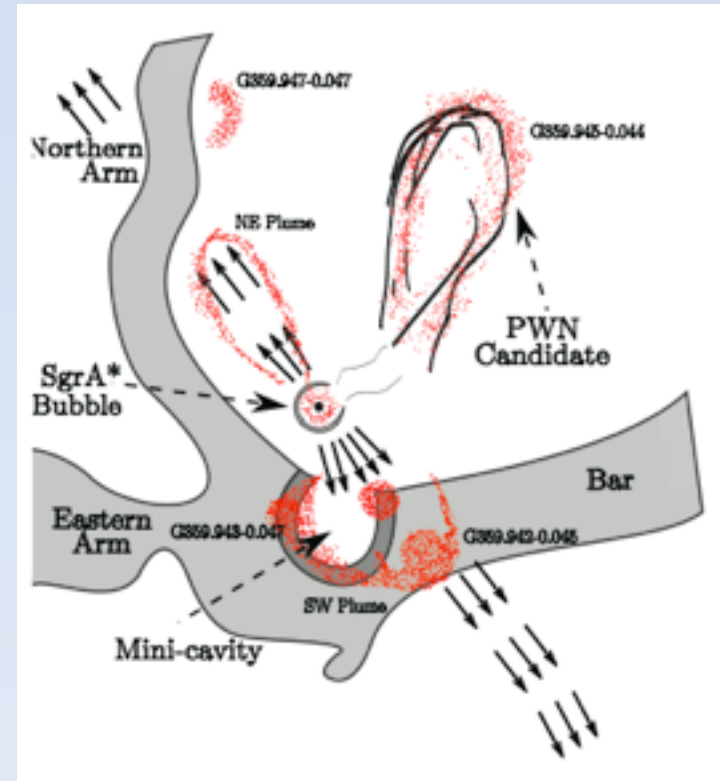 G359.947-0.047
G359.945-0.044
Northern
Arm
NE Plume
PWN
Candidate
SgrA*
Bubble
Bar
Eastern
Arm
G359.943-0.047
G359.942-0.045
SW Plume
Mini-cavity